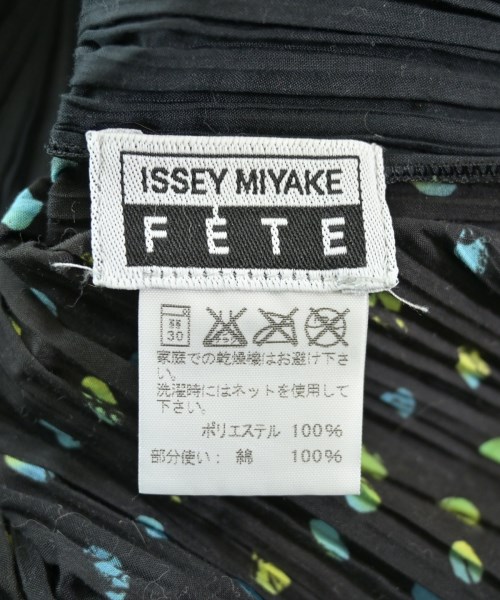 ISSEY MIYAKE
FÊTE
弱
30
家庭での乾燥機はお避け下さ
い。
洗濯時にはネットを使用して
下さい。
ポリエステル 100%
部分使い: 綿 100%